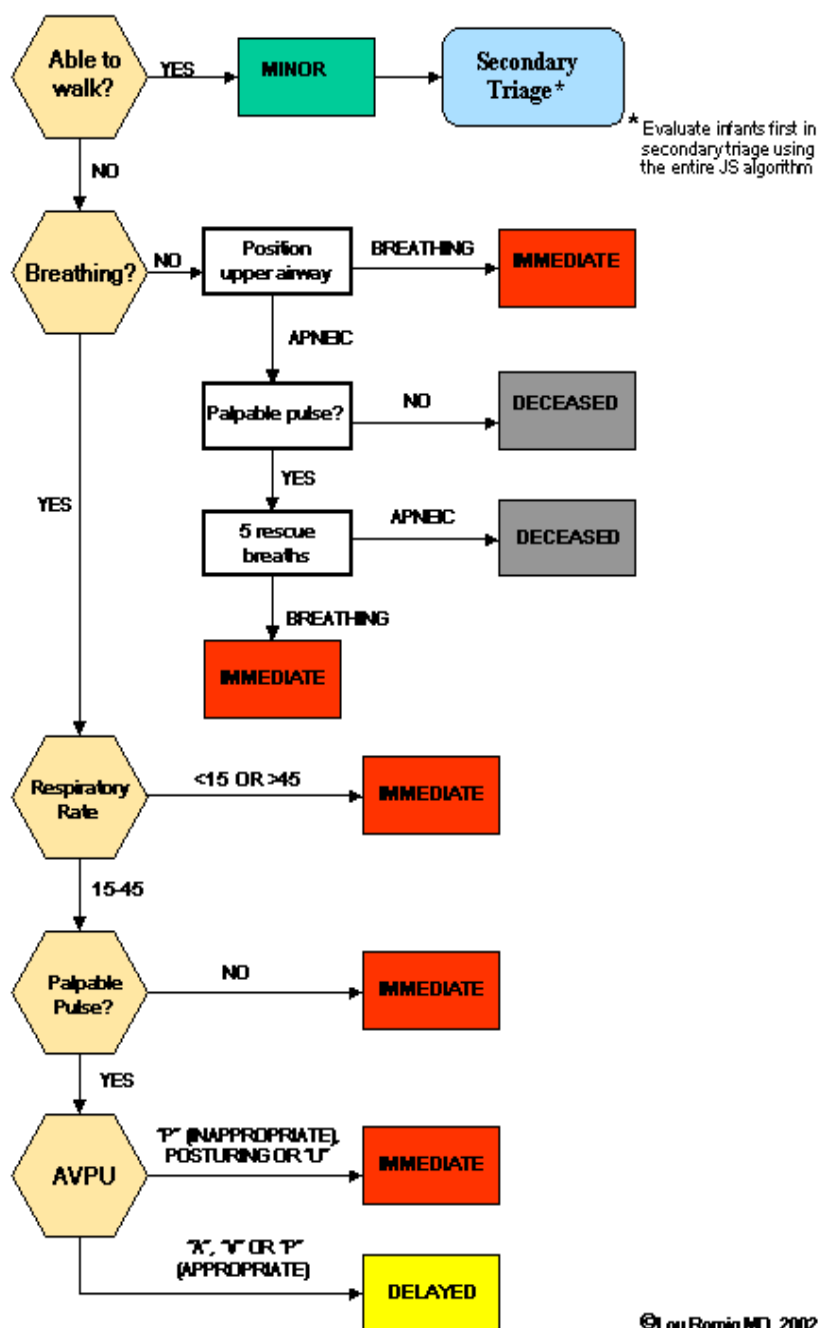 Able to
walk?
YES
MINOR
Secondary
Triage*
* Evaluate infants first in
secondary triage using
the entire JS algorithm
NO
Breathing?
NO
Position
upper airway
BREATHING
IMMEDIATE
APNEIC
Palpable pulse?
NO
DECEASED
YES
YES
5 rescue
breaths
APNEIC
DECEASED
BREATHING
IMMEDIATE
Respiratory
Rate
<15 OR >45
IMMEDIATE
15-45
Palpable
Pulse?
NO
IMMEDIATE
YES
AVPU
"P" (INAPPROPRIATE),
POSTURING OR "U"
IMMEDIATE
"A", "V" OR "P"
(APPROPRIATE)
DELAYED
©Lou Romig MD, 2002